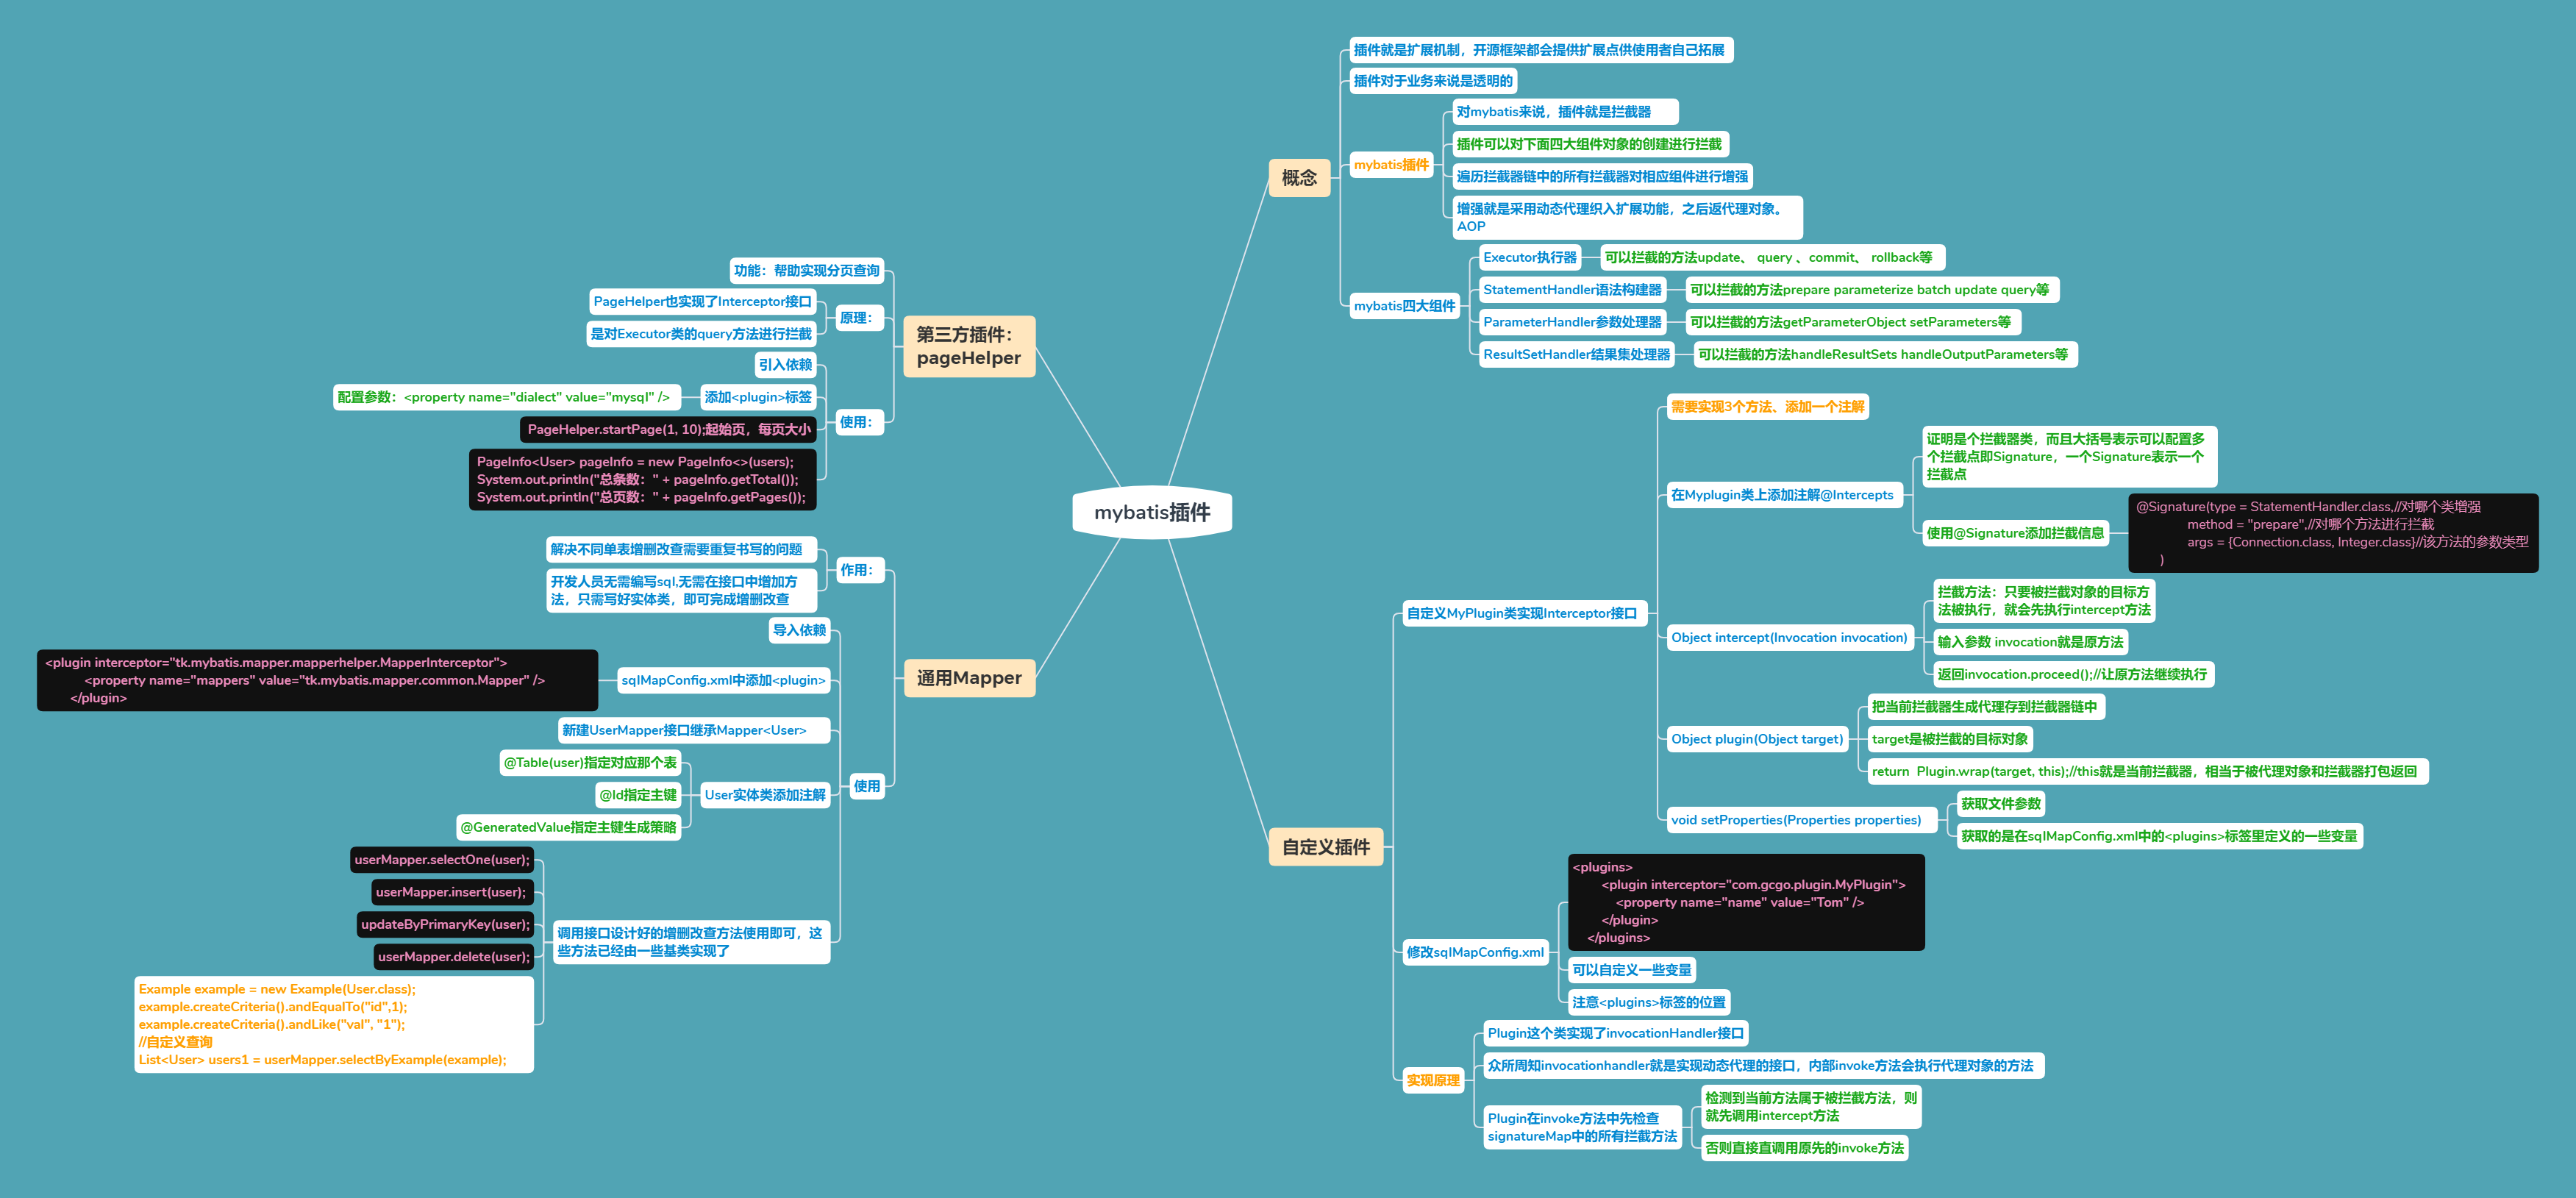 mybatis插件
概念
插件就是扩展机制，开源框架都会提供扩展点供使用者自己拓展
插件对于业务来说是透明的
mybatis插件
对mybatis来说，插件就是拦截器
插件可以对下面四大组件对象的创建进行拦截
遍历拦截器链中的所有拦截器对相应组件进行增强
增强就是采用动态代理织入扩展功能，之后返代理对象。
AOP
mybatis四大组件
Executor执行器
可以拦截的方法update、 query 、commit、 rollback等
StatementHandler语法构建器
可以拦截的方法prepare parameterize batch update query等
ParameterHandler参数处理器
可以拦截的方法getParameterObject setParameters等
ResultSetHandler结果集处理器
可以拦截的方法handleResultSets handleOutputParameters等
自定义插件
自定义MyPlugin类实现Interceptor接口
需要实现3个方法、添加一个注解
在Myplugin类上添加注解@Intercepts
证明是个拦截器类，而且大括号表示可以配置多
个拦截点即Signature，一个Signature表示一个
拦截点
使用@Signature添加拦截信息
@Signature(type = StatementHandler.class,//对哪个类增强
method = "prepare",//对哪个方法进行拦截
args = {Connection.class, Integer.class}//该方法的参数类型
)
Object intercept(Invocation invocation)
拦截方法：只要被拦截对象的目标方
法被执行，就会先执行intercept方法
输入参数 invocation就是原方法
返回invocation.proceed();//让原方法继续执行
Object plugin(Object target)
把当前拦截器生成代理存到拦截器链中
target是被拦截的目标对象
return  Plugin.wrap(target, this);//this就是当前拦截器，相当于被代理对象和拦截器打包返回
void setProperties(Properties properties)
获取文件参数
获取的是在sqlMapConfig.xml中的<plugins>标签里定义的一些变量
修改sqlMapConfig.xml
<plugins>
<plugin interceptor="com.gcgo.plugin.MyPlugin">
<property name="name" value="Tom" />
</plugin>
</plugins>
可以自定义一些变量
注意<plugins>标签的位置
实现原理
Plugin这个类实现了invocationHandler接口
众所周知invocationhandler就是实现动态代理的接口，内部invoke方法会执行代理对象的方法
Plugin在invoke方法中先检查
signatureMap中的所有拦截方法
检测到当前方法属于被拦截方法，则
就先调用intercept方法
否则直接直调用原先的invoke方法
第三方插件：
pageHelper
功能：帮助实现分页查询
原理：
PageHelper也实现了Interceptor接口
是对Executor类的query方法进行拦截
使用：
引入依赖
添加<plugin>标签
配置参数：<property name="dialect" value="mysql" />
PageHelper.startPage(1, 10);起始页，每页大小
PageInfo<User> pageInfo = new PageInfo<>(users);
System.out.println("总条数：" + pageInfo.getTotal());
System.out.println("总页数：" + pageInfo.getPages());
通用Mapper
作用：
解决不同单表增删改查需要重复书写的问题
开发人员无需编写sql,无需在接口中增加方
法，只需写好实体类，即可完成增删改查
使用
导入依赖
sqlMapConfig.xml中添加<plugin>
<plugin interceptor="tk.mybatis.mapper.mapperhelper.MapperInterceptor">
<property name="mappers" value="tk.mybatis.mapper.common.Mapper" />
</plugin>
新建UserMapper接口继承Mapper<User>
User实体类添加注解
@Table(user)指定对应那个表
@Id指定主键
@GeneratedValue指定主键生成策略
调用接口设计好的增删改查方法使用即可，这
些方法已经由一些基类实现了
userMapper.selectOne(user);
userMapper.insert(user);
updateByPrimaryKey(user);
userMapper.delete(user);
Example example = new Example(User.class);
example.createCriteria().andEqualTo("id",1);
example.createCriteria().andLike("val", "1");
//自定义查询
List<User> users1 = userMapper.selectByExample(example);